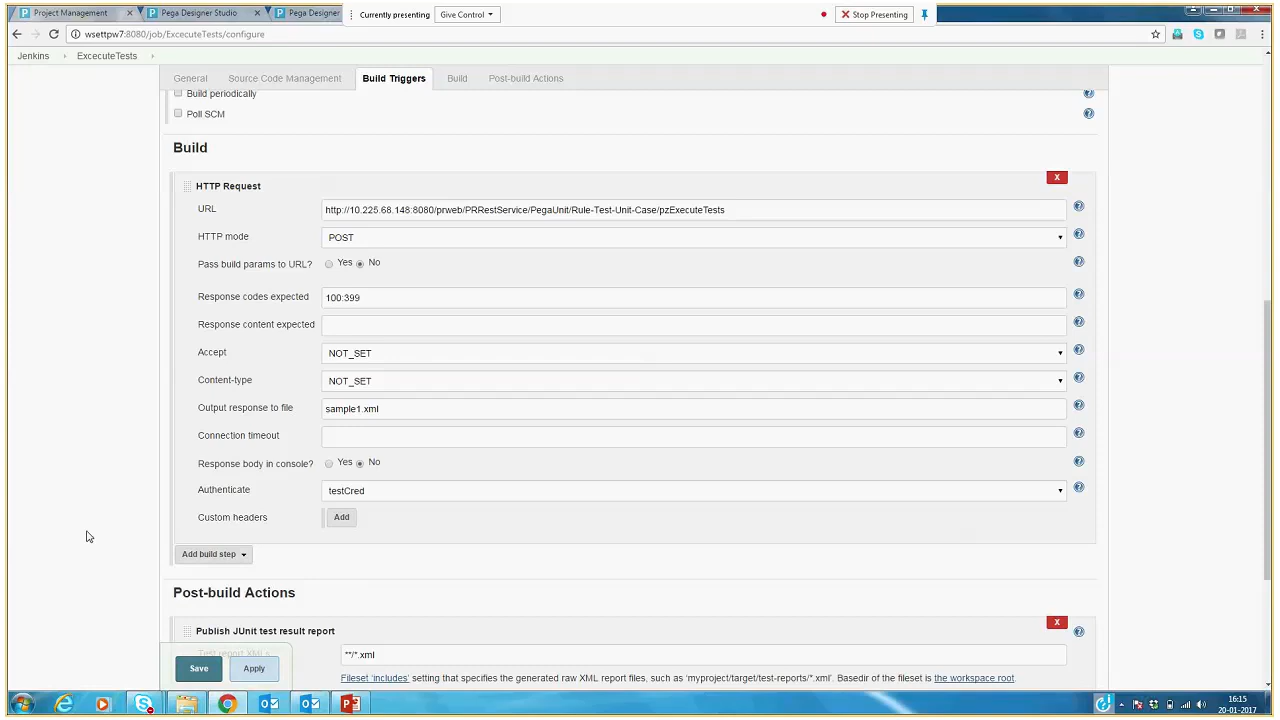 Project Management
Pega Designer Studio
Pega Designer
Currently presenting
Give Control
Stop Presenting
wsettpw7:8080/job/ExcecuteTests/configure
Jenkins
ExcecuteTests
General
Source Code Management
Build Triggers
Build
Post-build Actions
Build periodically
Poll SCM
Build
HTTP Request
X
URL
http://10.225.68.148:8080/prweb/PRRestService/PegaUnit/Rule-Test-Unit-Case/pzExecuteTests
HTTP mode
POST
Pass build params to URL?
Yes
No
Response codes expected
100:399
Response content expected
Accept
NOT_SET
Content-type
NOT_SET
Output response to file
sample1.xml
Connection timeout
Response body in console?
Yes
No
Authenticate
testCred
Custom headers
Add
Add build step
Post-build Actions
Publish JUnit test result report
X
Test report XMLs
**/*.xml
Save
Apply
Fileset 'includes' setting that specifies the generated raw XML report files, such as 'myproject/target/test-reports/*.xml'. Basedir of the fileset is the workspace root.
16:15
20-01-2017